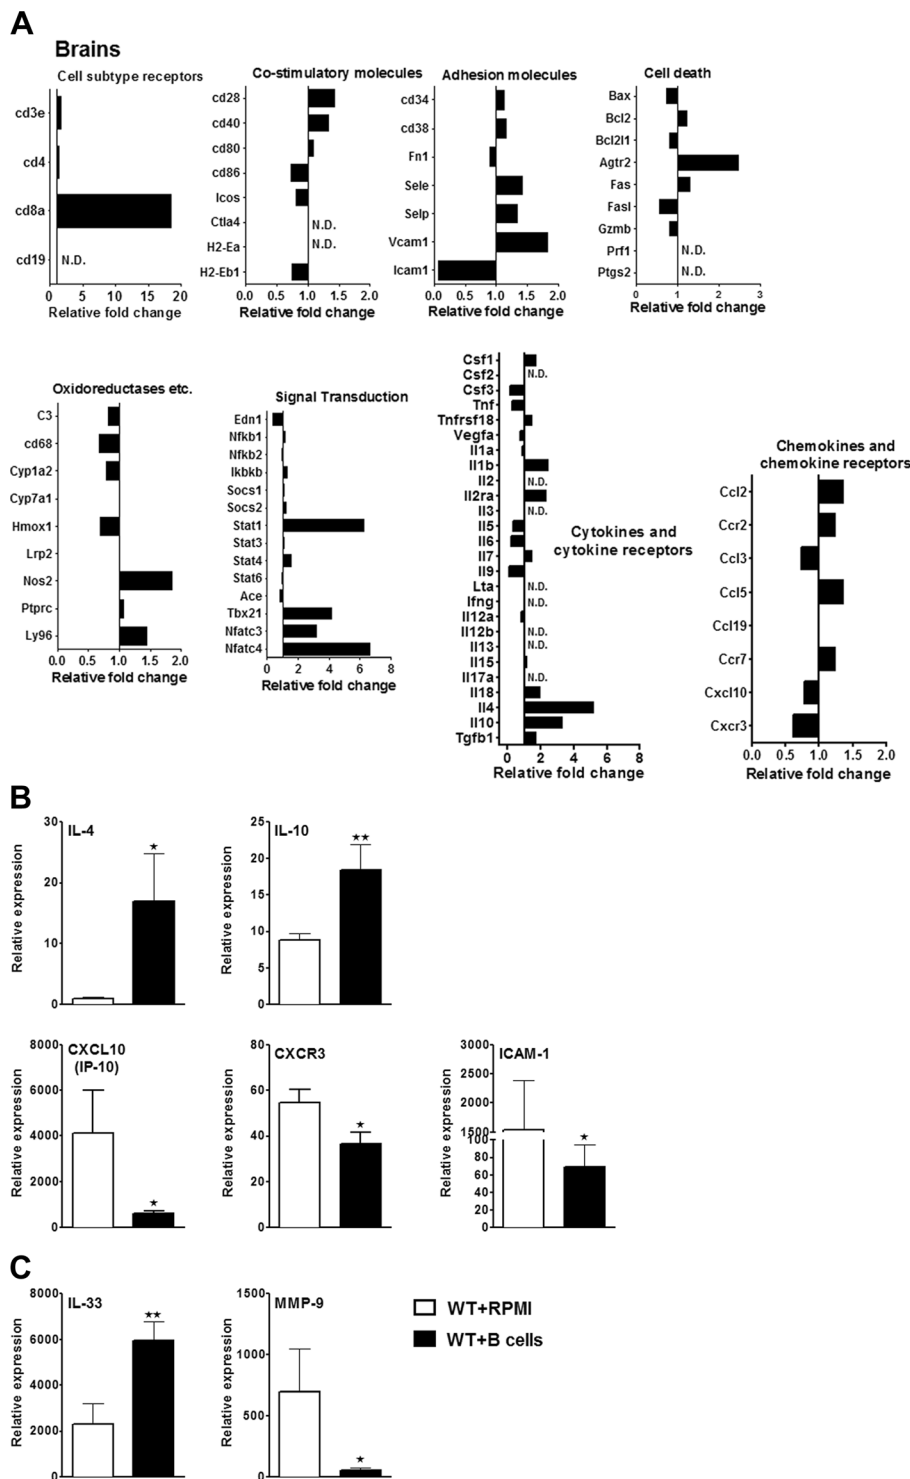 A
Brains
Cell subtype receptors
cd3e
cd4
cd8a
cd19
N.D.
0 5 10 15 20
Relative fold change
Co-stimulatory molecules
cd28
cd40
cd80
cd86
Icos
Ctla4
N.D.
H2-Ea
N.D.
H2-Eb1
0.0 0.5 1.0 1.5 2.0
Relative fold change
Adhesion molecules
cd34
cd38
Fn1
Sele
Selp
Vcam1
Icam1
0.0 0.5 1.0 1.5 2.0
Relative fold change
Cell death
Bax
Bcl2
Bcl2l1
Agtr2
Fas
Fasl
Gzmb
Prf1
N.D.
Ptgs2
N.D.
0 1 2 3
Relative fold change
Oxidoreductases etc.
C3
cd68
Cyp1a2
Cyp7a1
Hmox1
Lrp2
Nos2
Ptprc
Ly96
0.0 0.5 1.0 1.5 2.0
Relative fold change
Signal Transduction
Edn1
Nfkb1
Nfkb2
Ikbkb
Socs1
Socs2
Stat1
Stat3
Stat4
Stat6
Ace
Tbx21
Nfatc3
Nfatc4
0 2 4 6 8
Relative fold change
Csf1
Csf2
N.D.
Csf3
Tnf
Tnfrsf18
Vegfa
Il1a
Il1b
Il2
N.D.
Il2ra
Il3
N.D.
Il5
Il6
Il7
Il9
Lta
N.D.
Ifng
N.D.
Il12a
Il12b
N.D.
Il13
N.D.
Il15
Il17a
N.D.
Il18
Il4
Il10
Tgfb1
0 2 4 6 8
Relative fold change
Cytokines and
cytokine receptors
Chemokines and
chemokine receptors
Ccl2
Ccr2
Ccl3
Ccl5
Ccl19
Ccr7
Cxcl10
Cxcr3
0.0 0.5 1.0 1.5 2.0
Relative fold change
B
IL-4
Relative expression
30
20
10
0
★
IL-10
Relative expression
25
20
15
10
5
0
★★
CXCL10
(IP-10)
Relative expression
8000
6000
4000
2000
0
★
CXCR3
Relative expression
80
60
40
20
0
★
ICAM-1
Relative expression
3000
2500
2000
1500
100
80
60
40
20
0
★
C
IL-33
Relative expression
8000
6000
4000
2000
0
★★
MMP-9
Relative expression
1500
1000
500
0
★
WT+RPMI
WT+B cells